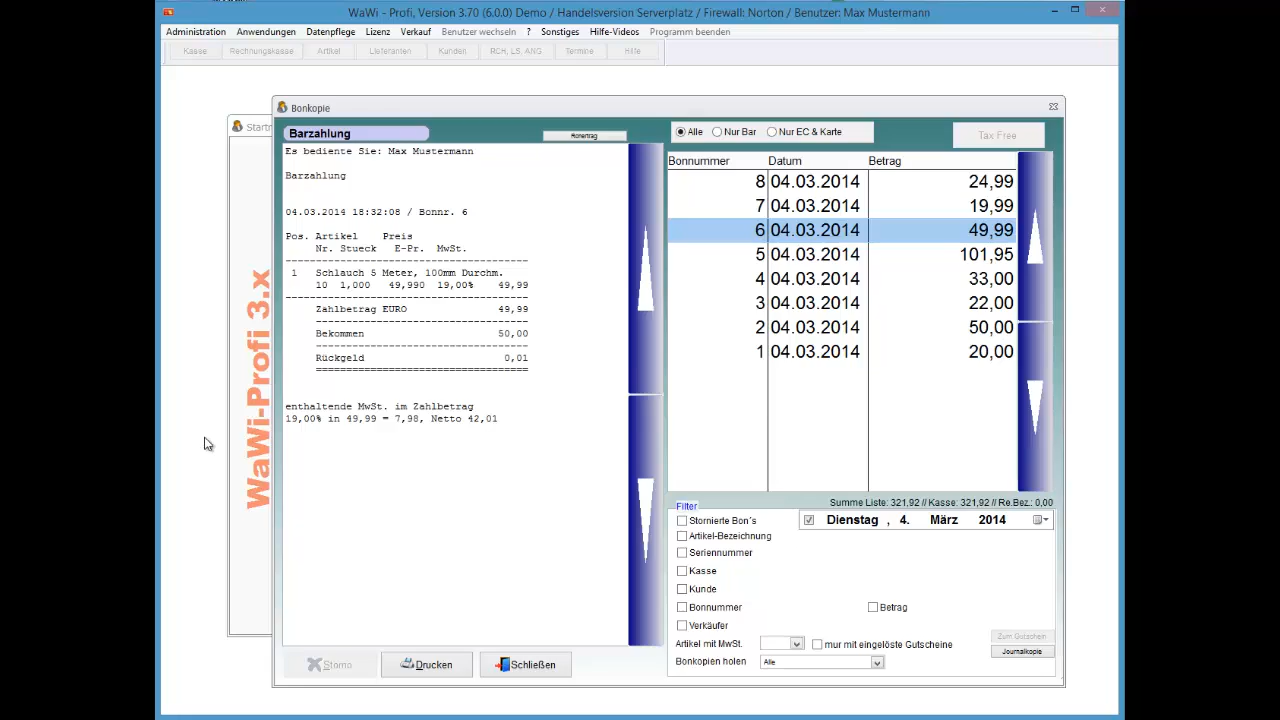 WaWi - Profi, Version 3.70 (6.0.0) Demo / Handelsversion Serverplatz / Firewall: Norton / Benutzer: Max Mustermann
Administration Anwendungen Datenpflege Lizenz Verkauf Benutzer wechseln ? Sonstiges Hilfe-Videos Programm beenden
Kasse Rechnungskasse Artikel Lieferanten Kunden RCH, LS, ANG Termine Hilfe
Bonkopie
Startm
WaWi-Profi 3.x
Barzahlung
Rohertrag
Es bediente Sie: Max Mustermann
Barzahlung
04.03.2014 18:32:08 / Bonnr. 6
Pos. Artikel Preis
Nr. Stueck E-Pr. MwSt.
----------------------------------------
1 Schlauch 5 Meter, 100mm Durchm.
10 1,000 49,990 19,00% 49,99
----------------------------------------
Zahlbetrag EURO 49,99
-----------------------------------
Bekommen 50,00
-----------------------------------
Rückgeld 0,01
===================================
enthaltende MwSt. im Zahlbetrag
19,00% in 49,99 = 7,98, Netto 42,01
Storno Drucken Schließen
Alle Nur Bar Nur EC & Karte
Tax Free
Bonnummer Datum Betrag
8 04.03.2014 24,99
7 04.03.2014 19,99
6 04.03.2014 49,99
5 04.03.2014 101,95
4 04.03.2014 33,00
3 04.03.2014 22,00
2 04.03.2014 50,00
1 04.03.2014 20,00
Summe Liste: 321,92 // Kasse: 321,92 // Re.Bez.: 0,00
Filter
Stornierte Bon´s
Dienstag , 4. März 2014
Artikel-Bezeichnung
Seriennummer
Kasse
Kunde
Bonnummer Betrag
Verkäufer
Artikel mit MwSt. nur mit eingelöste Gutscheine
Zum Gutschein
Journalkopie
Bonkopien holen Alle